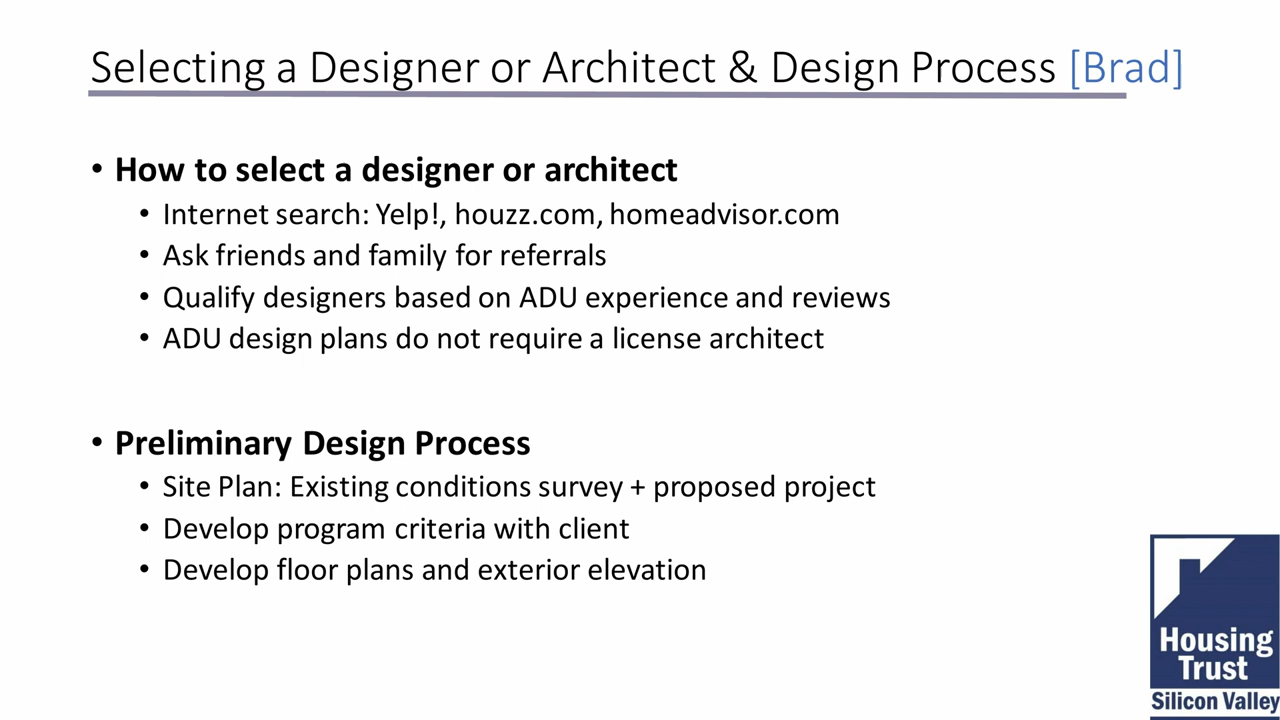 Selecting a Designer or Architect & Design Process [Brad]
• How to select a designer or architect
• Internet search: Yelp!, houzz.com, homeadvisor.com
• Ask friends and family for referrals
• Qualify designers based on ADU experience and reviews
• ADU design plans do not require a license architect
• Preliminary Design Process
• Site Plan: Existing conditions survey + proposed project
• Develop program criteria with client
• Develop floor plans and exterior elevation
Housing
Trust
Silicon Valley